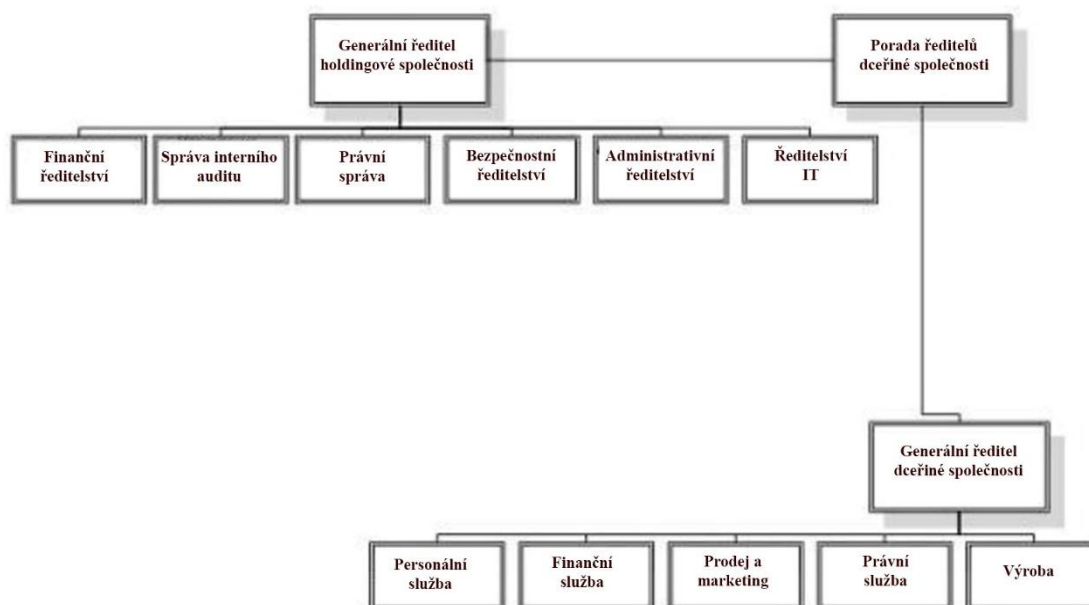 Generální ředitel
holdingové společnosti
Porada ředitelů
dceřiné společnosti
Finanční
ředitelství
Správa interního
auditu
Právní
správa
Bezpečnostní
ředitelství
Administrativní
ředitelství
Ředitelství
IT
Generální ředitel
dceřiné společnosti
Personální
služba
Finanční
služba
Prodej a
marketing
Právní
služba
Výroba